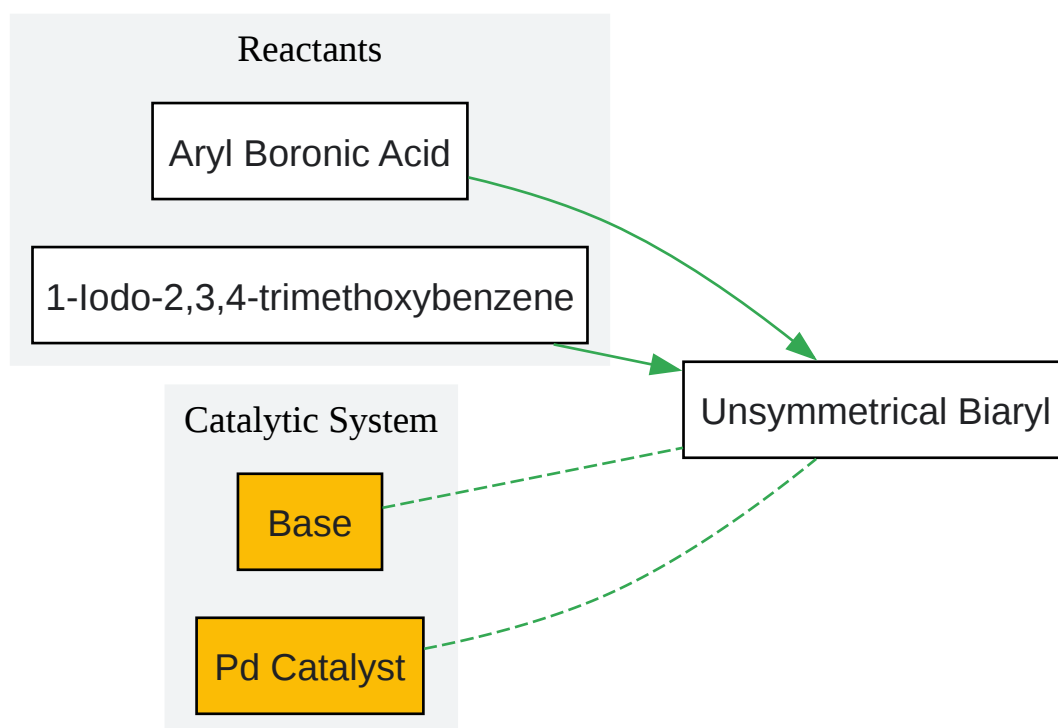 Reactants
Aryl Boronic Acid
1-Iodo-2,3,4-trimethoxybenzene
Unsymmetrical Biaryl
Catalytic System
Base
Pd Catalyst